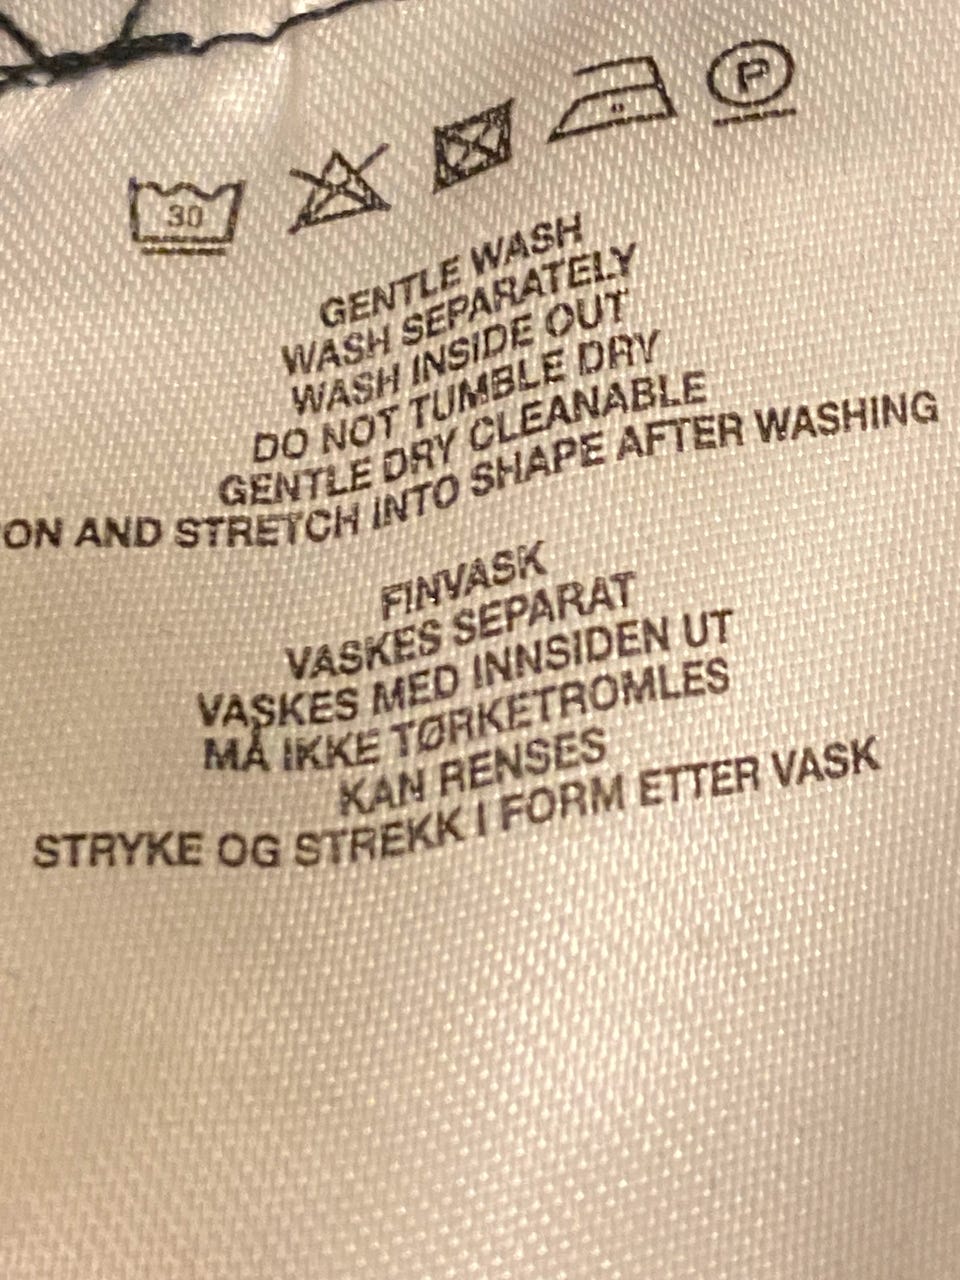 30 P
GENTLE WASH
WASH SEPARATELY
WASH INSIDE OUT
DO NOT TUMBLE DRY
GENTLE DRY CLEANABLE
ON AND STRETCH INTO SHAPE AFTER WASHING
FINVASK
VASKES SEPARAT
VASKES MED INNSIDEN UT
MÅ IKKE TØRKETROMLES
KAN RENSES
STRYKE OG STREKK I FORM ETTER VASK